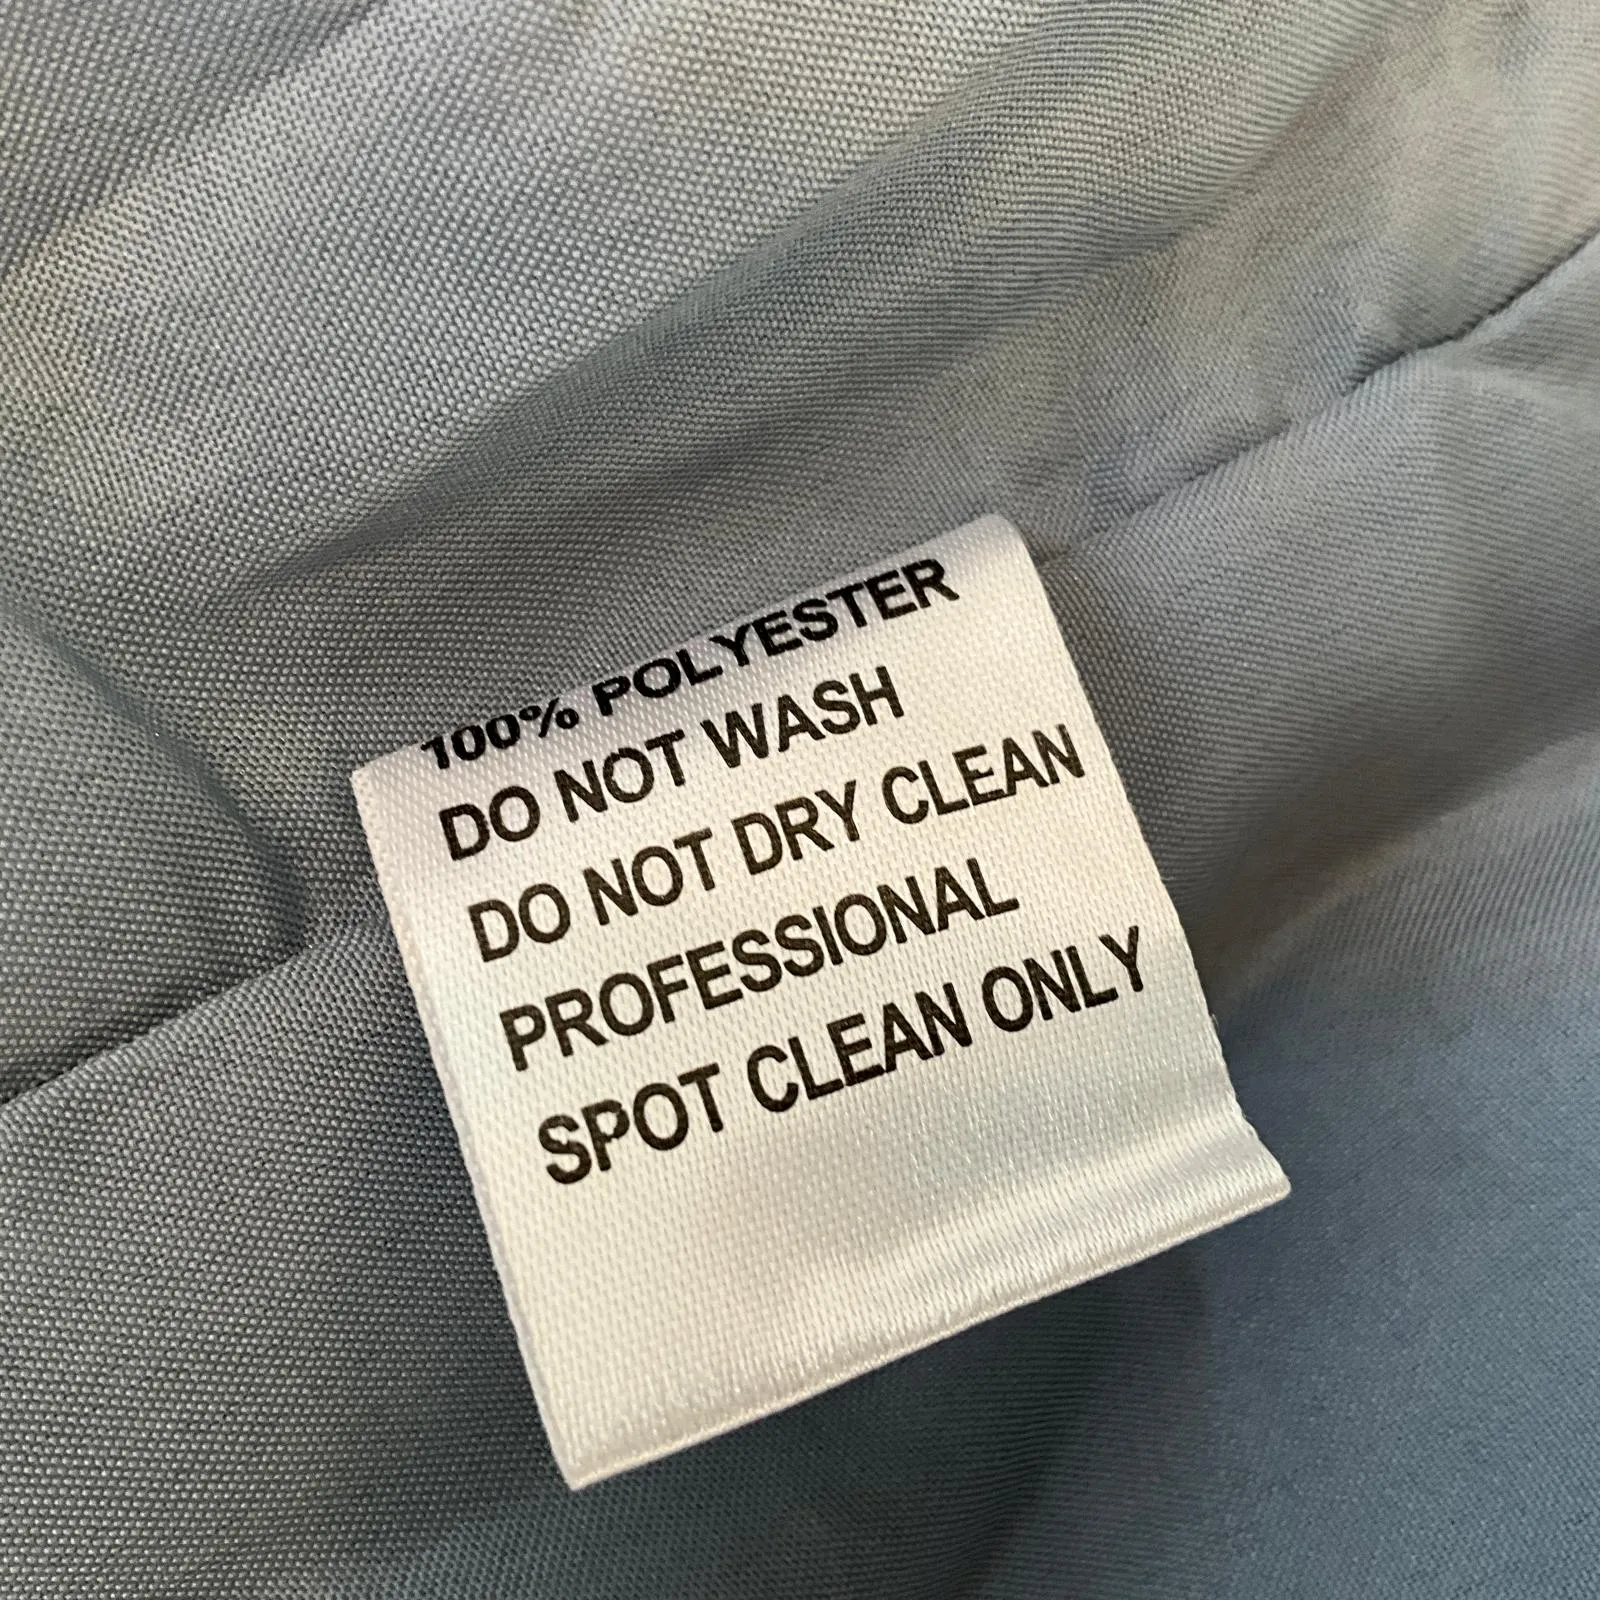 100% POLYESTER
DO NOT WASH
DO NOT DRY CLEAN
PROFESSIONAL
SPOT CLEAN ONLY